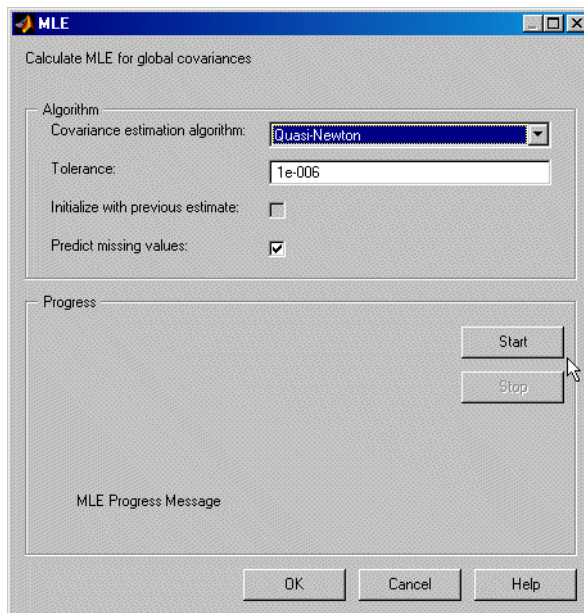 MLE
Calculate MLE for global covariances
Algorithm
Covariance estimation algorithm: Quasi-Newton
Tolerance: 1e-006
Initialize with previous estimate:
Predict missing values:
Progress
Start
Stop
MLE Progress Message
OK Cancel Help